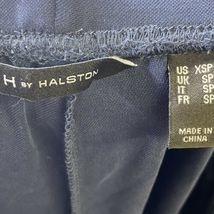 H BY HALSTON
US XSP
UK SP
IT SP
FR SP
MADE IN
CHINA